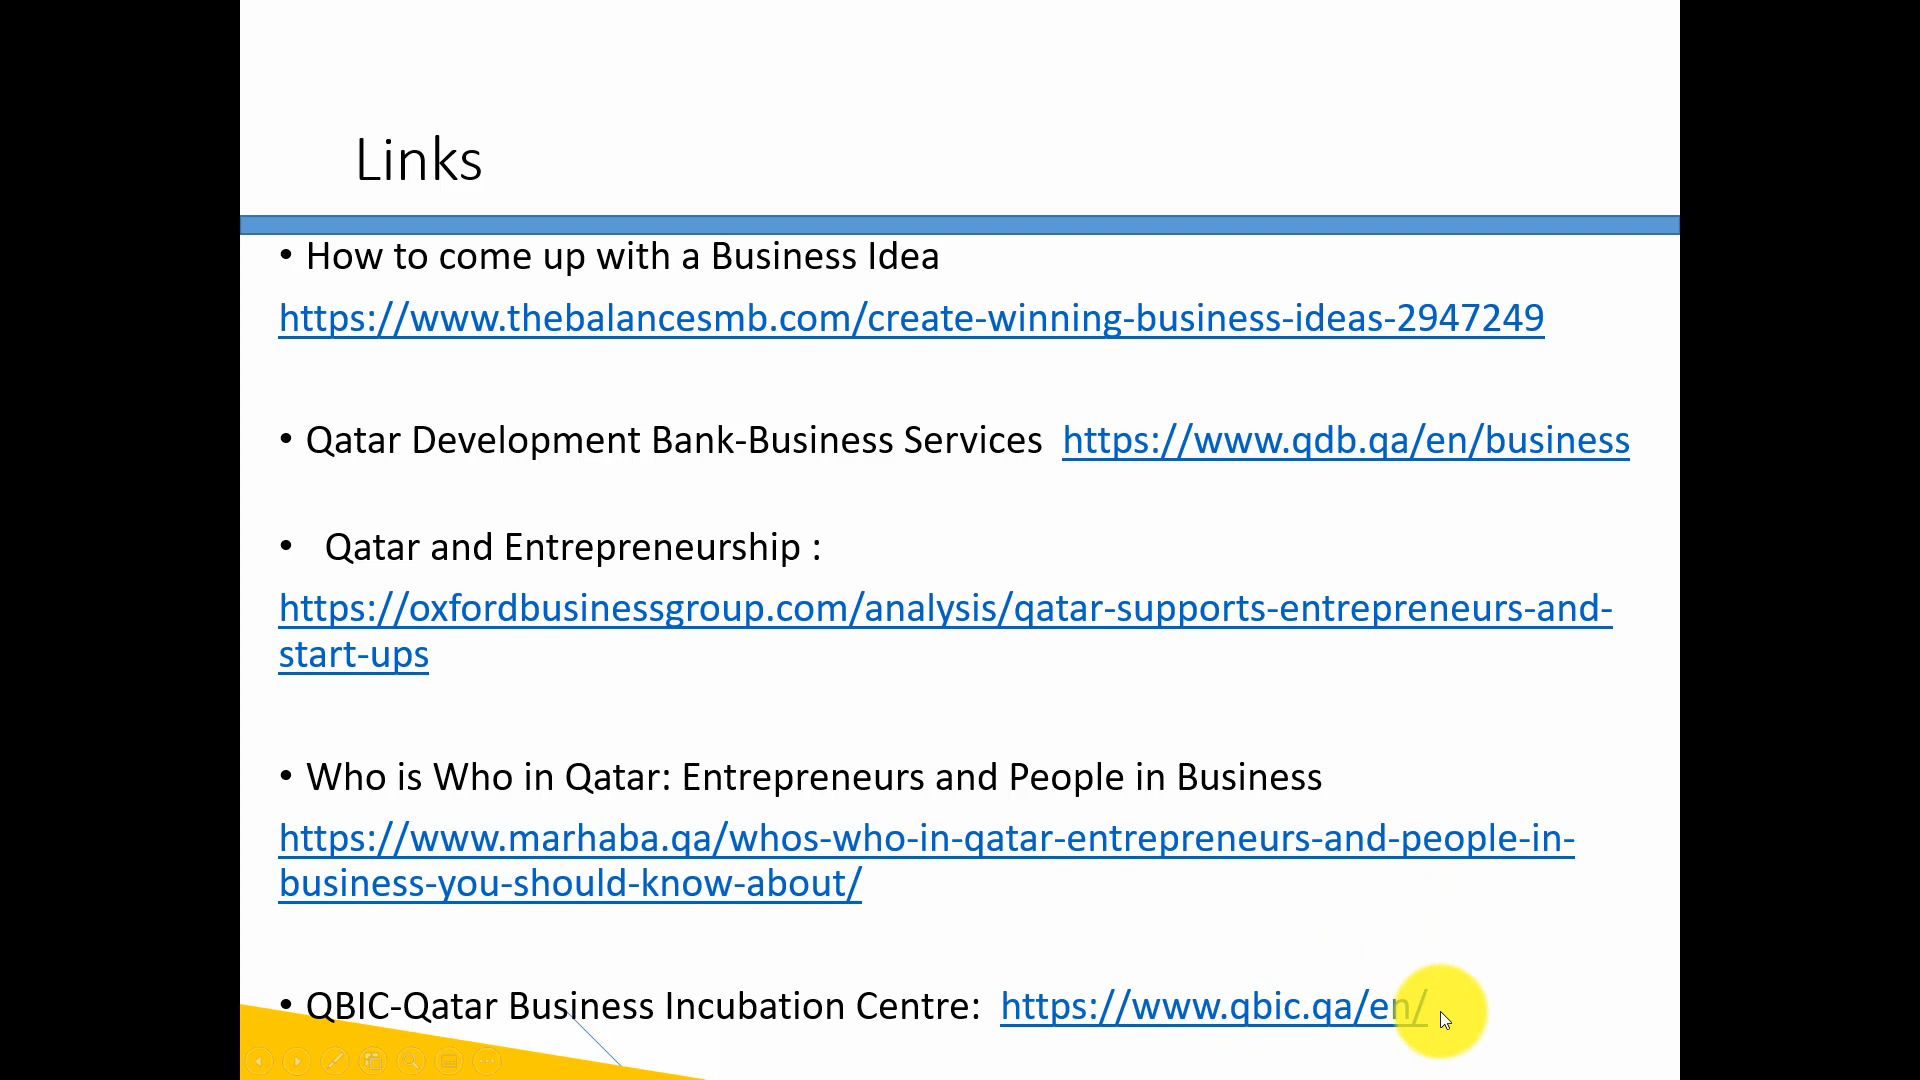 Links
• How to come up with a Business Idea
https://www.thebalancesmb.com/create-winning-business-ideas-2947249
• Qatar Development Bank-Business Services https://www.qdb.qa/en/business
• Qatar and Entrepreneurship :
https://oxfordbusinessgroup.com/analysis/qatar-supports-entrepreneurs-and-
start-ups
• Who is Who in Qatar: Entrepreneurs and People in Business
https://www.marhaba.qa/whos-who-in-qatar-entrepreneurs-and-people-in-
business-you-should-know-about/
• QBIC-Qatar Business Incubation Centre: https://www.qbic.qa/en/